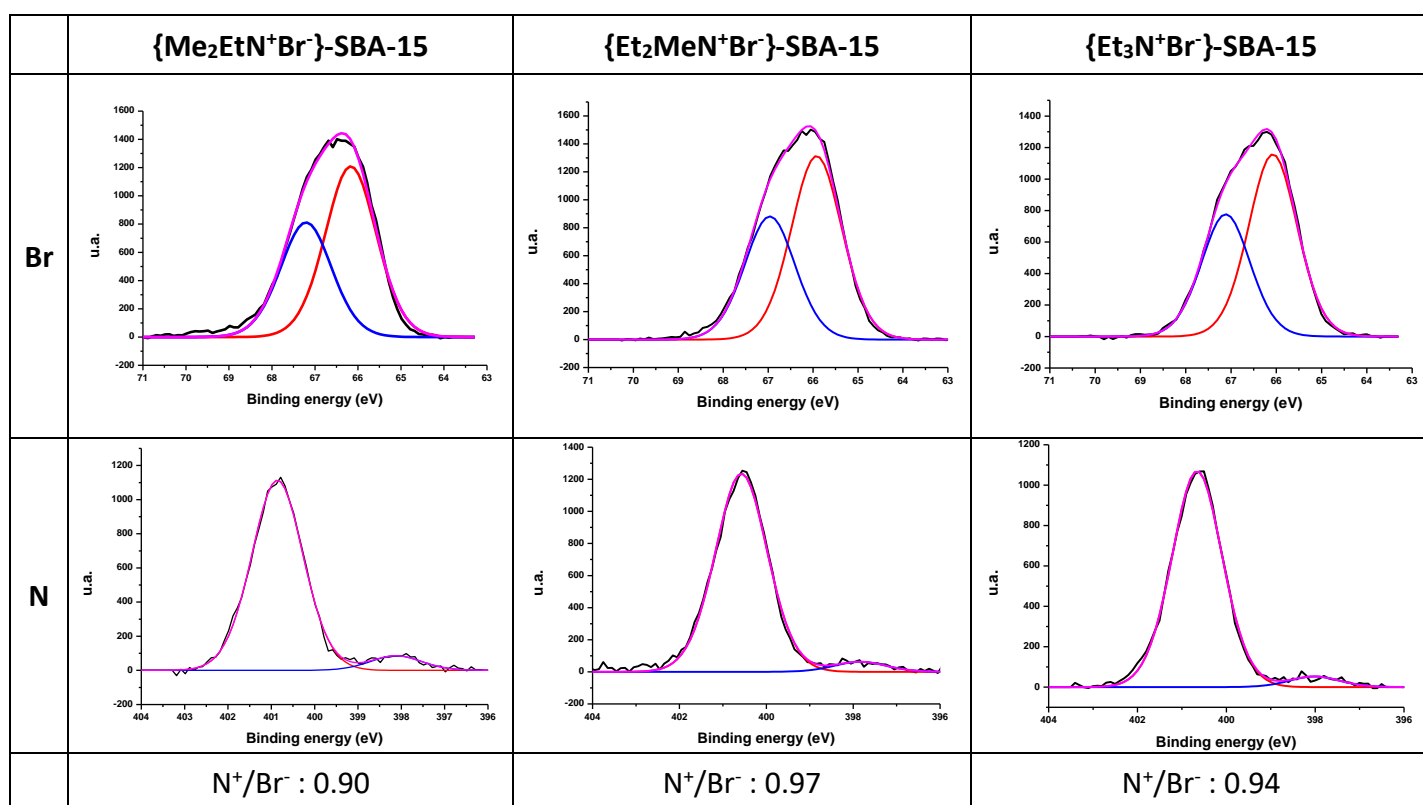 {Me₂EtN⁺Br⁻}-SBA-15
{Et₂MeN⁺Br⁻}-SBA-15
{Et₃N⁺Br⁻}-SBA-15
Br
1600
1400
1200
1000
800
600
400
200
0
-200
u.a.
71 70 69 68 67 66 65 64 63
Binding energy (eV)
1600
1400
1200
1000
800
600
400
200
0
-200
u.a.
71 70 69 68 67 66 65 64 63
Binding energy (eV)
1400
1200
1000
800
600
400
200
0
-200
u.a.
71 70 69 68 67 66 65 64 63
Binding energy (eV)
N
1200
1000
800
600
400
200
0
-200
u.a.
404 403 402 401 400 399 398 397 396
Binding energy (eV)
1400
1200
1000
800
600
400
200
0
-200
u.a.
404 402 400 398 396
Binding energy (eV)
1200
1000
800
600
400
200
0
u.a.
404 402 400 398 396
Binding energy (eV)
N⁺/Br⁻ : 0.90
N⁺/Br⁻ : 0.97
N⁺/Br⁻ : 0.94